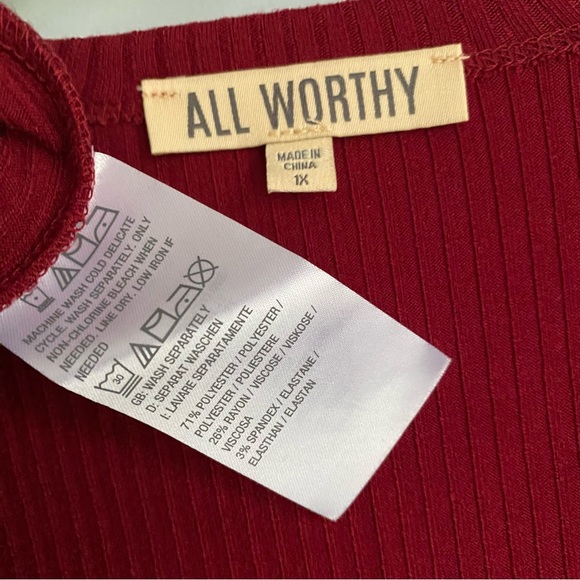 ALL WORTHY
MADE IN
CHINA
1X
MACHINE WASH COLD DELICATE
CYCLE. WASH SEPARATELY. ONLY
NON-CHLORINE BLEACH WHEN
NEEDED. LINE DRY. LOW IRON IF
NEEDED
30
GB: WASH SEPARATELY
D: SEPARAT WASCHEN
I: LAVARE SEPARATAMENTE
71% POLYESTER / POLYESTER /
POLYESTER / POLIESTERE
26% RAYON / VISCOSE / VISKOSE /
VISCOSA
3% SPANDEX / ELASTANE /
ELASTHAN / ELASTAN